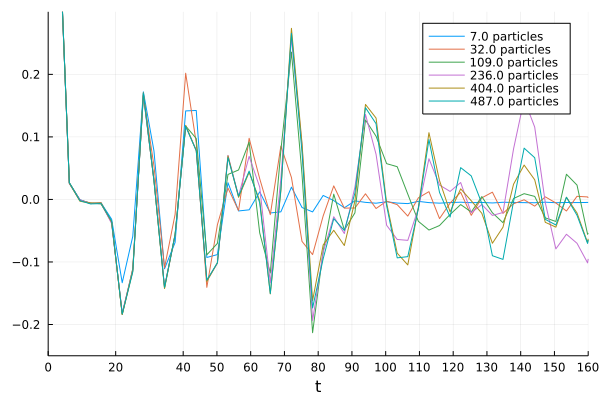 7.0 particles
32.0 particles
109.0 particles
236.0 particles
404.0 particles
487.0 particles
0.2
0.1
0.0
−0.1
−0.2
0 10 20 30 40 50 60 70 80 90 100 110 120 130 140 150 160
t